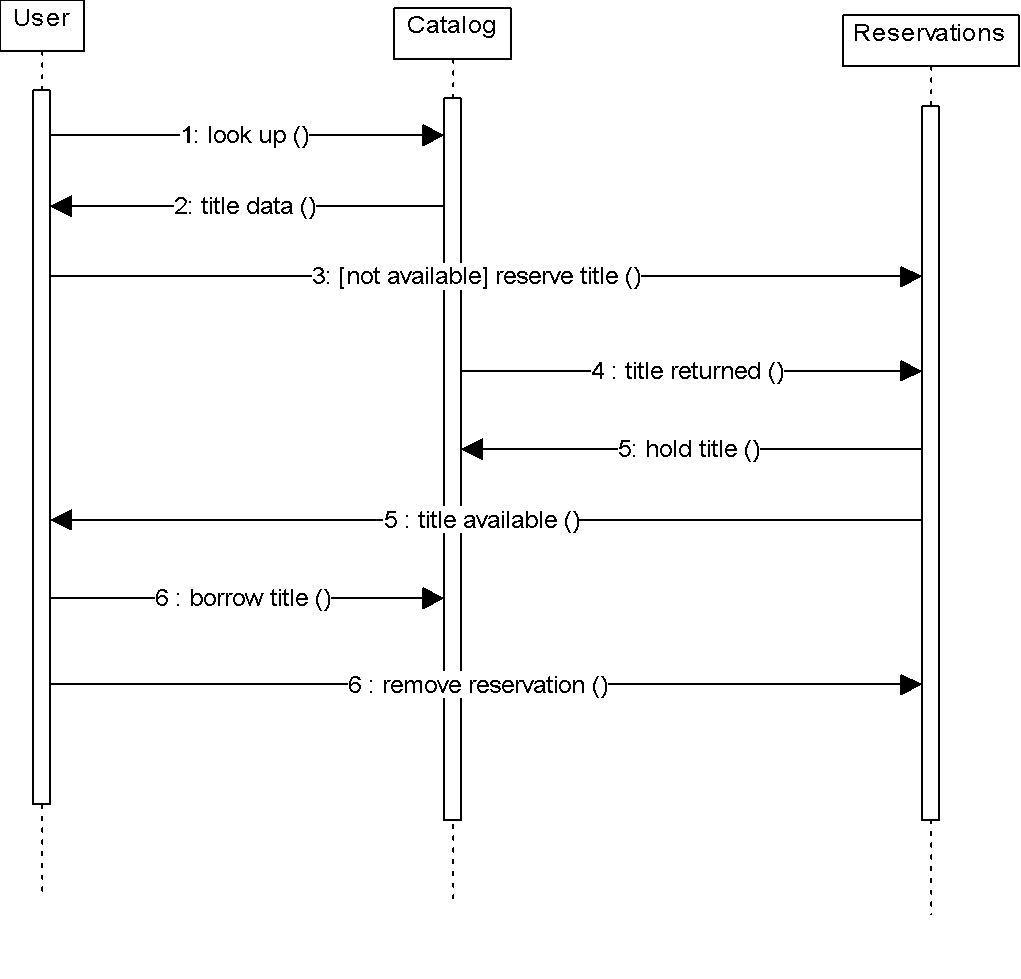 User
Catalog
Reservations
1: look up ()
2: title data ()
3: [not available] reserve title ()
4 : title returned ()
5: hold title ()
5 : title available ()
6 : borrow title ()
6 : remove reservation ()